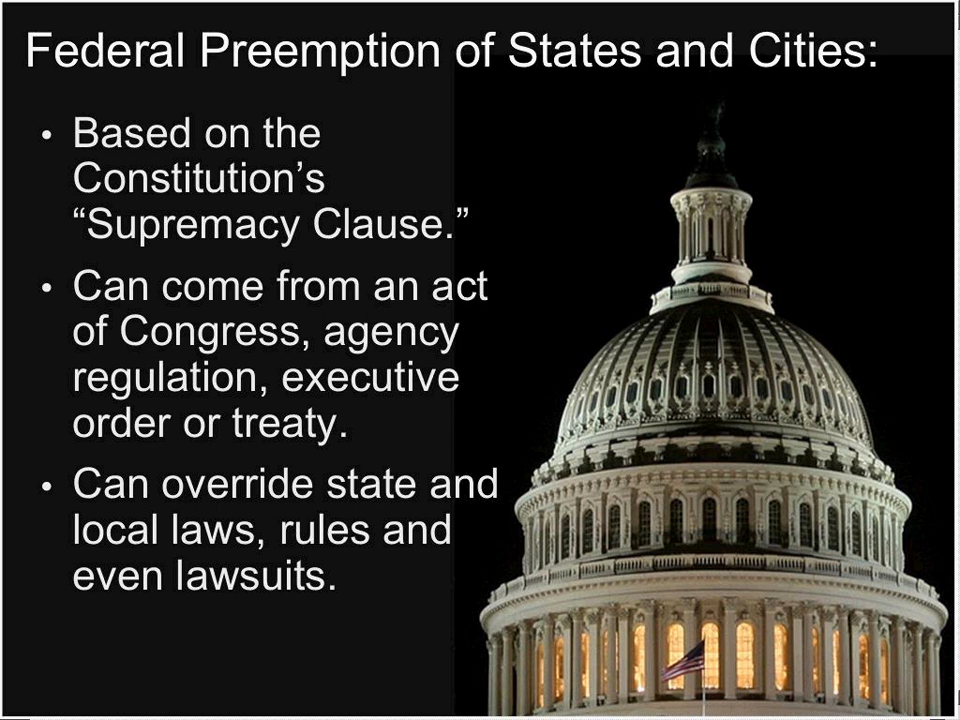 Federal Preemption of States and Cities:
• Based on the
Constitution’s
“Supremacy Clause.”
• Can come from an act
of Congress, agency
regulation, executive
order or treaty.
• Can override state and
local laws, rules and
even lawsuits.